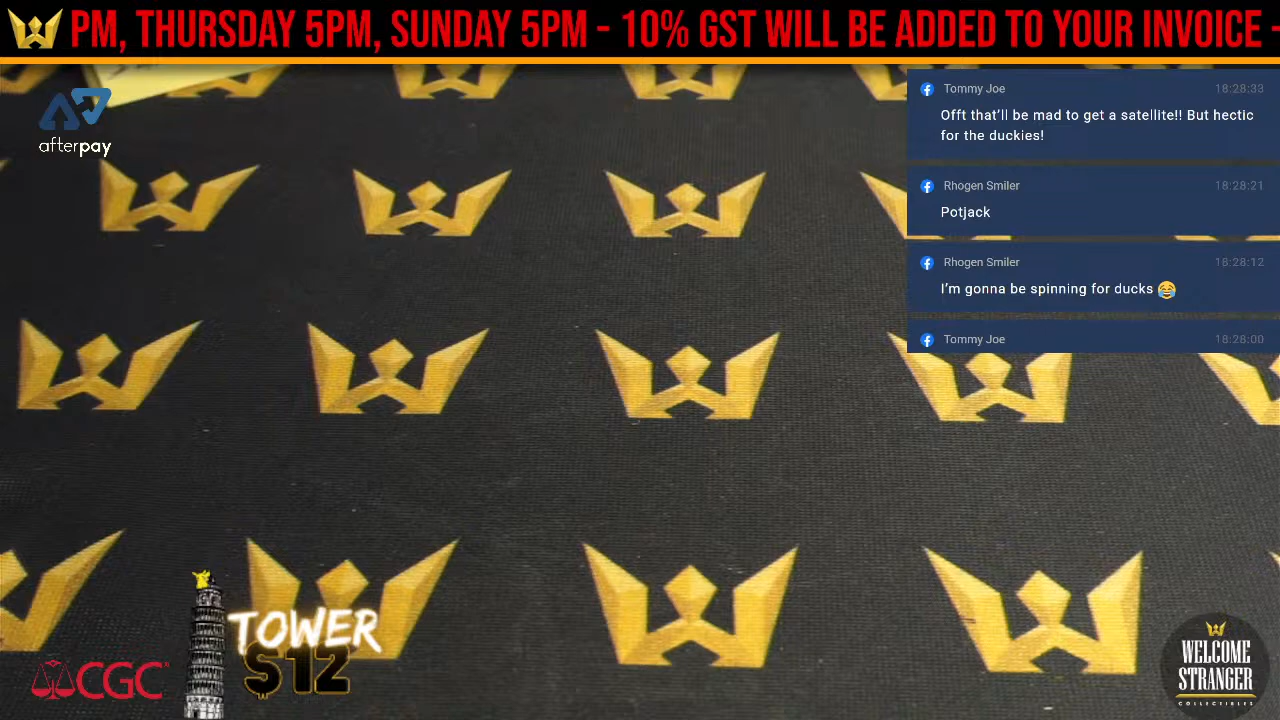 PM, THURSDAY 5PM, SUNDAY 5PM - 10% GST WILL BE ADDED TO YOUR INVOICE -
afterpay
Tommy Joe 18:28:33
Offt that'll be mad to get a satellite!! But hectic
for the duckies!
Rhogen Smiler 18:28:21
Potjack
Rhogen Smiler 18:28:12
I'm gonna be spinning for ducks 😂
Tommy Joe 18:28:00
TOWER
$12
CGC
WELCOME
STRANGER
COLLECTIBLES